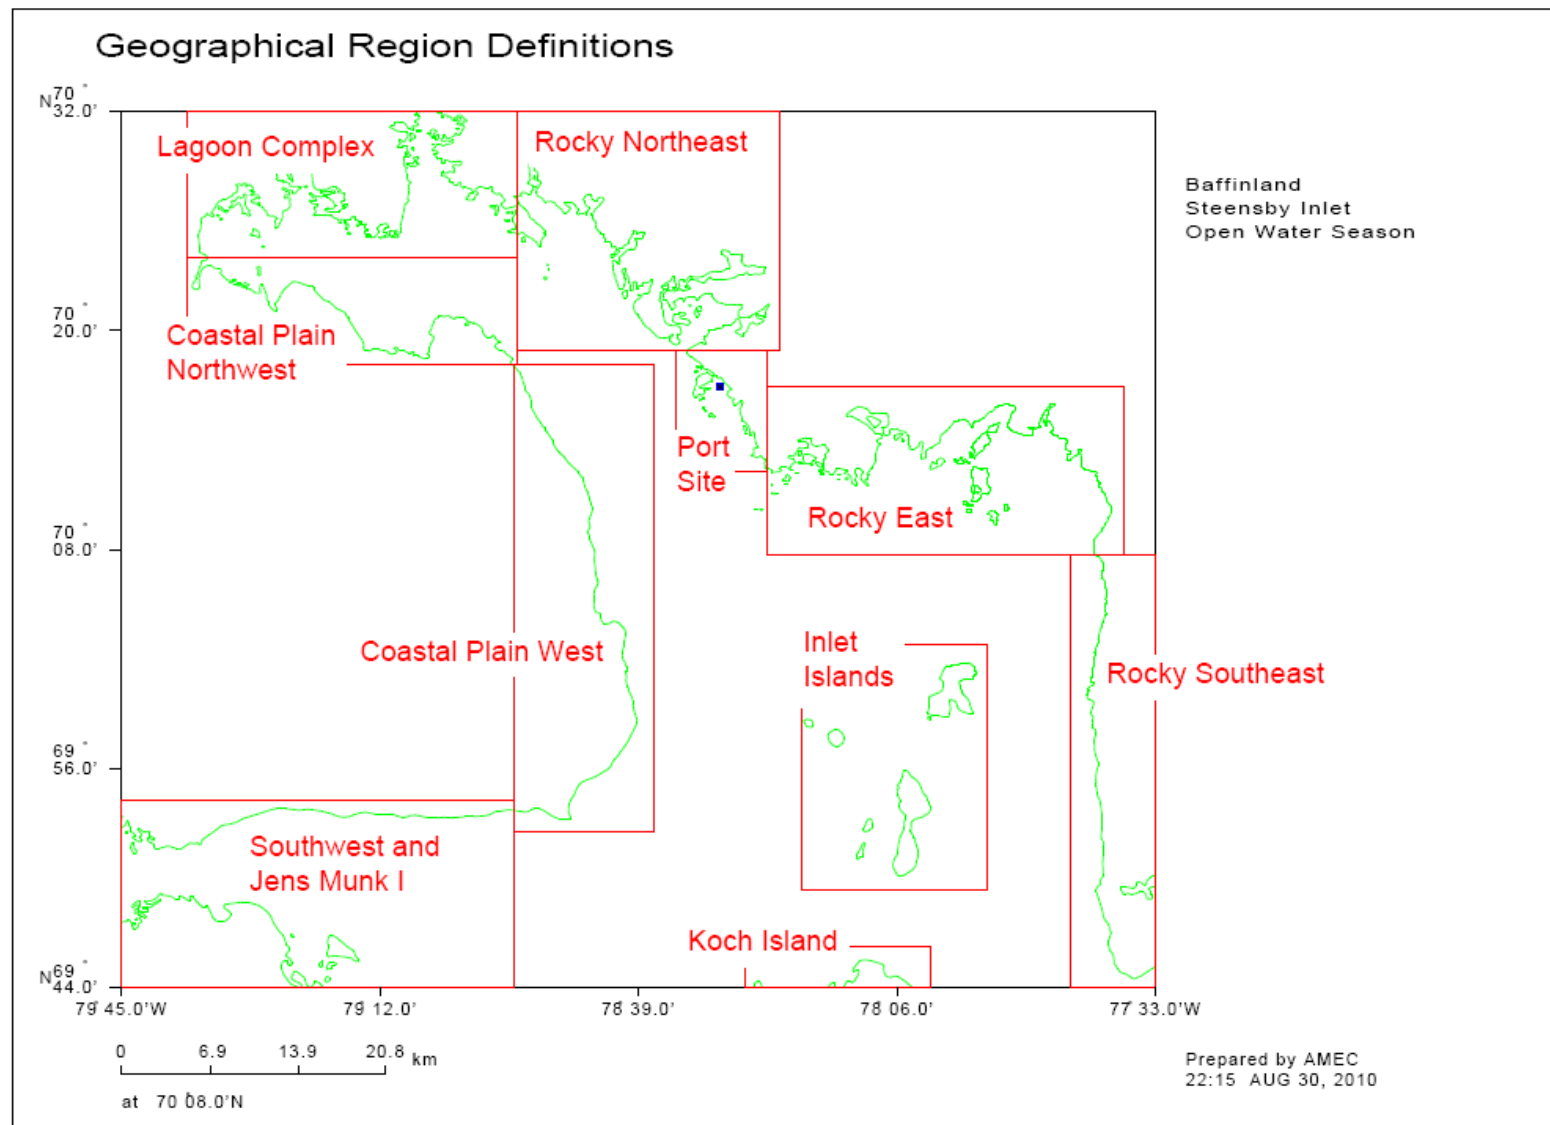 Geographical Region Definitions
N 70°
32.0'
Lagoon Complex
Rocky Northeast
Baffinland
Steensby Inlet
Open Water Season
70°
20.0'
Coastal Plain
Northwest
Port
Site
Rocky East
70°
08.0'
Coastal Plain West
Inlet
Islands
Rocky Southeast
69°
56.0'
Southwest and
Jens Munk I
Koch Island
N 69°
44.0'
79°45.0'W
79°12.0'
78°39.0'
78°06.0'
77°33.0'W
0 6.9 13.9 20.8 km
at 70°08.0'N
Prepared by AMEC
22:15 AUG 30, 2010